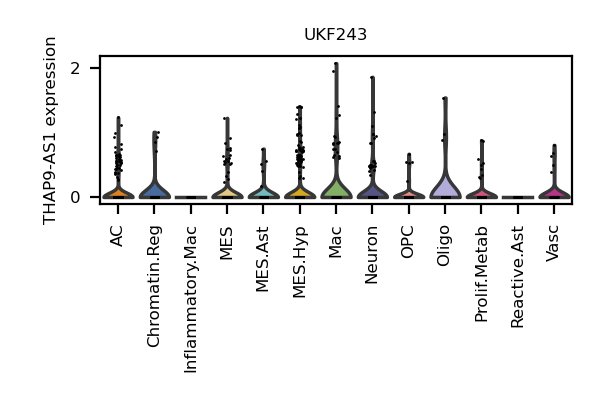 UKF243
THAP9-AS1 expression
2
0
AC
Chromatin.Reg
Inflammatory.Mac
MES
MES.Ast
MES.Hyp
Mac
Neuron
OPC
Oligo
Prolif.Metab
Reactive.Ast
Vasc